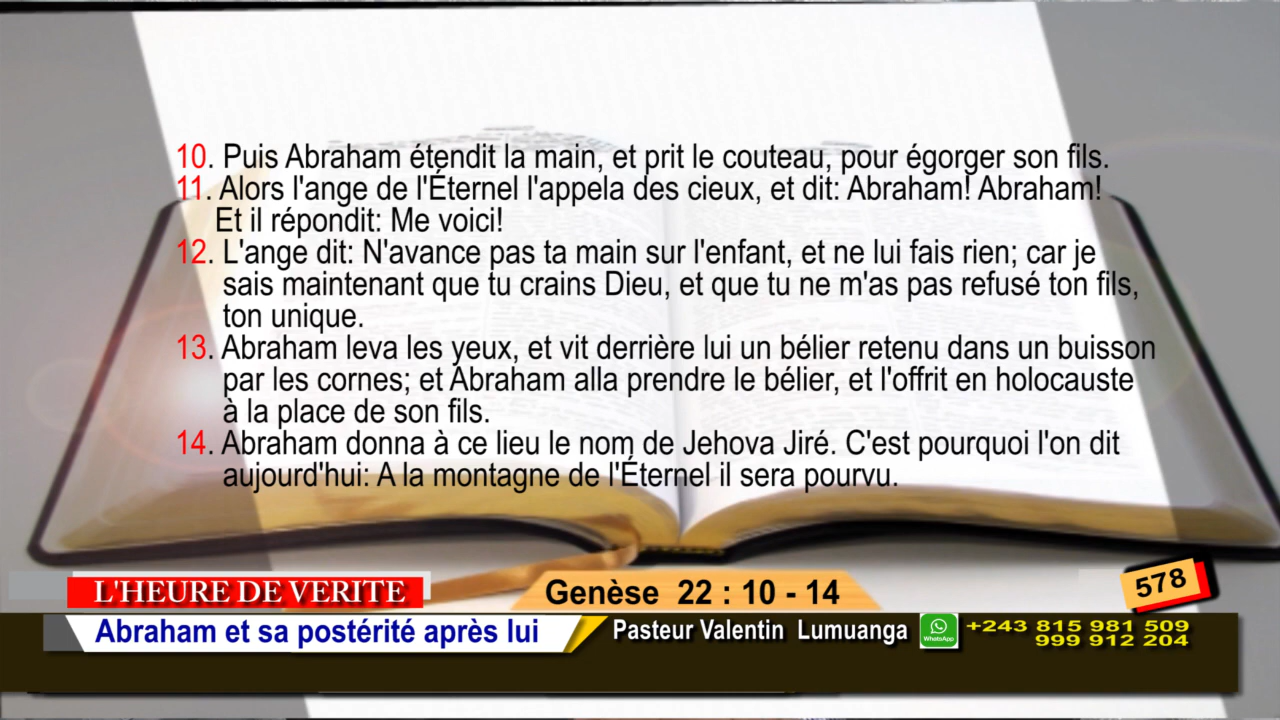 10. Puis Abraham étendit la main, et prit le couteau, pour égorger son fils.
11. Alors l'ange de l'Éternel l'appela des cieux, et dit: Abraham! Abraham!
Et il répondit: Me voici!
12. L'ange dit: N'avance pas ta main sur l'enfant, et ne lui fais rien; car je
sais maintenant que tu crains Dieu, et que tu ne m'as pas refusé ton fils,
ton unique.
13. Abraham leva les yeux, et vit derrière lui un bélier retenu dans un buisson
par les cornes; et Abraham alla prendre le bélier, et l'offrit en holocauste
à la place de son fils.
14. Abraham donna à ce lieu le nom de Jehova Jiré. C'est pourquoi l'on dit
aujourd'hui: A la montagne de l'Éternel il sera pourvu.
L'HEURE DE VERITE
Genèse 22 : 10 - 14
578
Abraham et sa postérité après lui
Pasteur Valentin Lumuanga
WhatsApp
+243 815 981 509
999 912 204